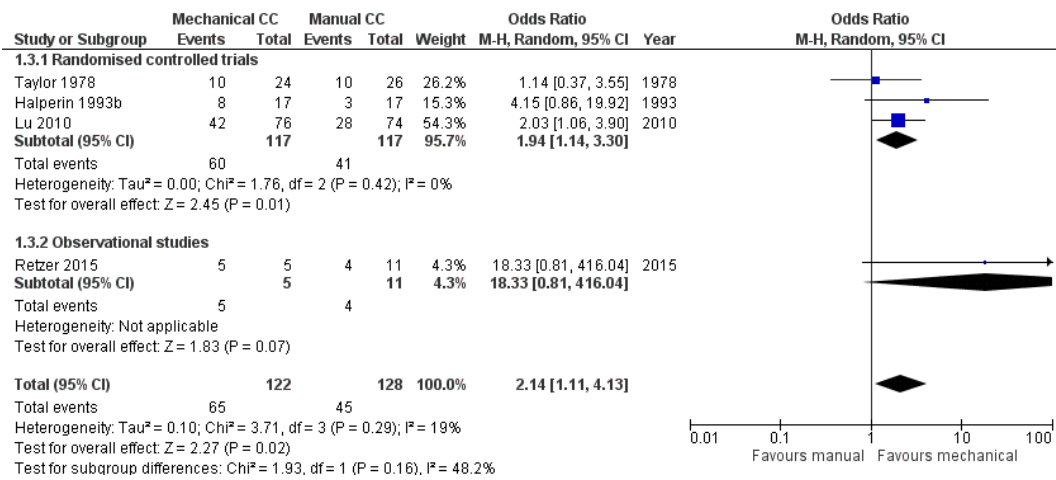 Mechanical CC Manual CC Odds Ratio Odds Ratio
Study or Subgroup Events Total Events Total Weight M-H, Random, 95% CI Year M-H, Random, 95% CI
1.3.1 Randomised controlled trials
Taylor 1978 10 24 10 26 26.2% 1.14 [0.37, 3.55] 1978
Halperin 1993b 8 17 3 17 15.3% 4.15 [0.86, 19.92] 1993
Lu 2010 42 76 28 74 54.3% 2.03 [1.06, 3.90] 2010
Subtotal (95% CI) 117 117 95.7% 1.94 [1.14, 3.30]
Total events 60 41
Heterogeneity: Tau² = 0.00; Chi² = 1.76, df = 2 (P = 0.42); I² = 0%
Test for overall effect: Z = 2.45 (P = 0.01)
1.3.2 Observational studies
Retzer 2015 5 5 4 11 4.3% 18.33 [0.81, 416.04] 2015
Subtotal (95% CI) 5 11 4.3% 18.33 [0.81, 416.04]
Total events 5 4
Heterogeneity: Not applicable
Test for overall effect: Z = 1.83 (P = 0.07)
Total (95% CI) 122 128 100.0% 2.14 [1.11, 4.13]
Total events 65 45
Heterogeneity: Tau² = 0.10; Chi² = 3.71, df = 3 (P = 0.29); I² = 19%
Test for overall effect: Z = 2.27 (P = 0.02)
Test for subgroup differences: Chi² = 1.93, df = 1 (P = 0.16), I² = 48.2%
0.01 0.1 1 10 100
Favours manual Favours mechanical